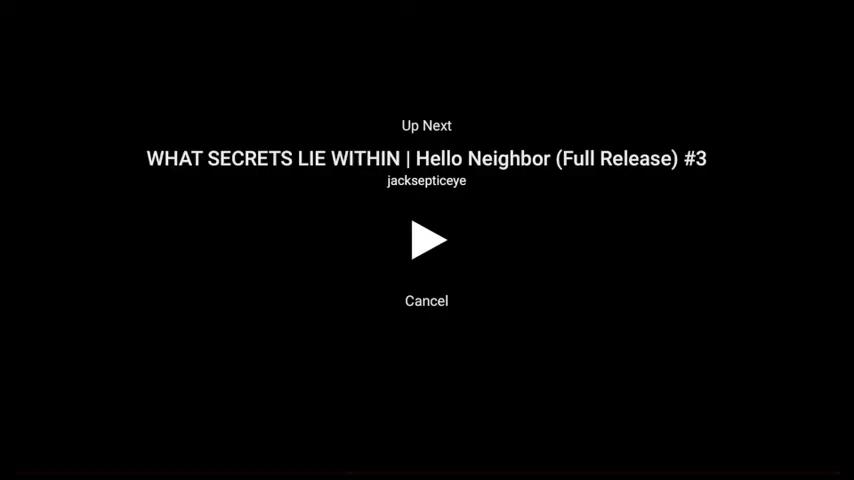 Up Next
WHAT SECRETS LIE WITHIN | Hello Neighbor (Full Release) #3
jacksepticeye
Cancel